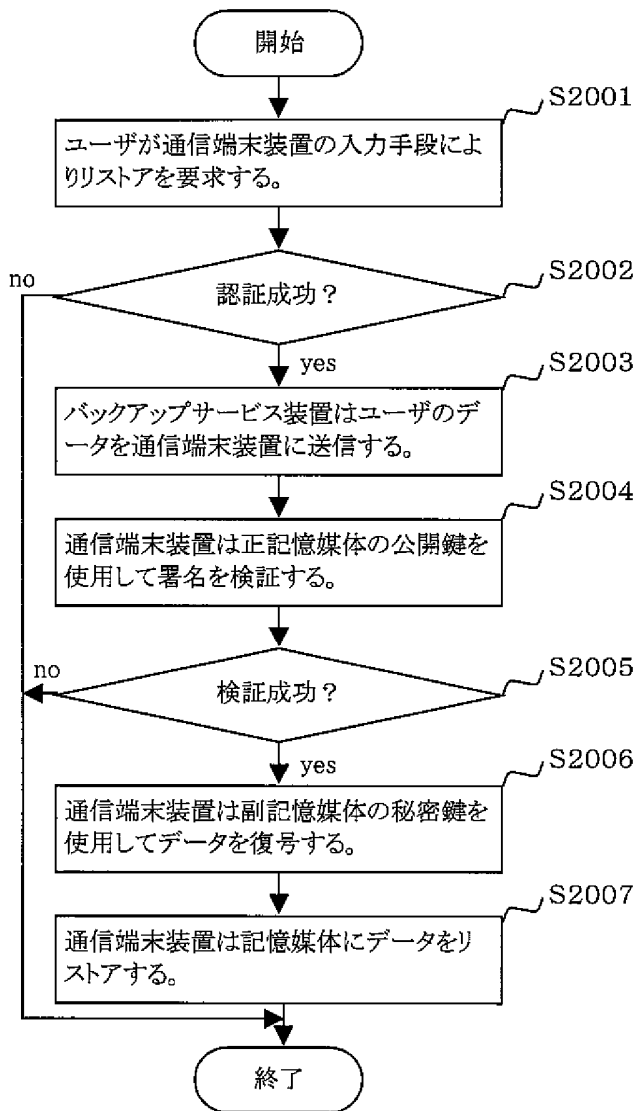 開始
S2001
ユーザが通信端末装置の入力手段によ
りリストアを要求する。
S2002
no
認証成功？
yes
S2003
バックアップサービス装置はユーザのデ
ータを通信端末装置に送信する。
S2004
通信端末装置は正記憶媒体の公開鍵を
使用して署名を検証する。
S2005
no
検証成功？
yes
S2006
通信端末装置は副記憶媒体の秘密鍵を
使用してデータを復号する。
S2007
通信端末装置は記憶媒体にデータをリ
ストアする。
終了